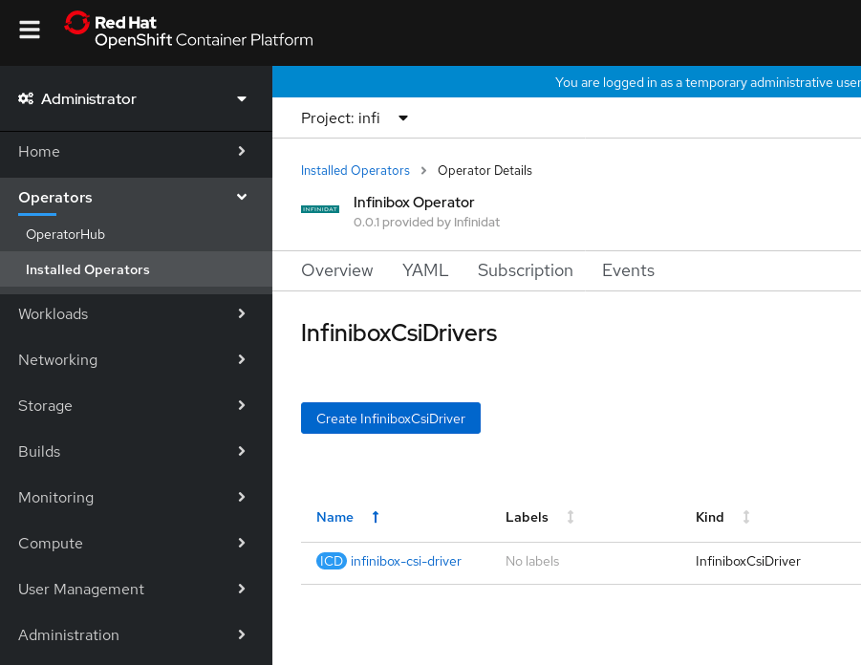 Red Hat
OpenShift Container Platform
You are logged in as a temporary administrative user
Administrator
Home
Operators
OperatorHub
Installed Operators
Workloads
Networking
Storage
Builds
Monitoring
Compute
User Management
Administration
Project: infi
Installed Operators > Operator Details
INFINIDAT
Infinibox Operator
0.0.1 provided by Infinidat
Overview YAML Subscription Events
InfiniboxCsiDrivers
Create InfiniboxCsiDriver
Name Labels Kind
ICD infinibox-csi-driver No labels InfiniboxCsiDriver